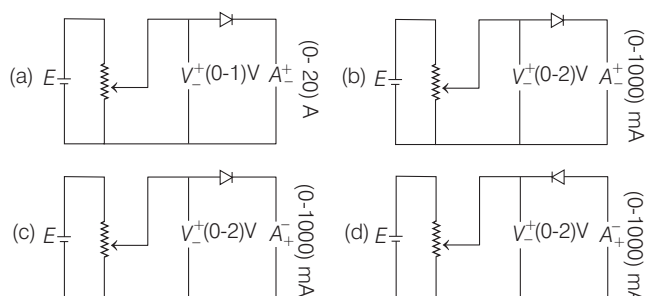 (a) E V+−(0-1)V A+− (0- 20) A
(b) E V+−(0-2)V A+− (0-1000) mA
(c) E V+−(0-2)V A−+ (0-1000) mA
(d) E V+−(0-2)V A−+ (0-1000) mA